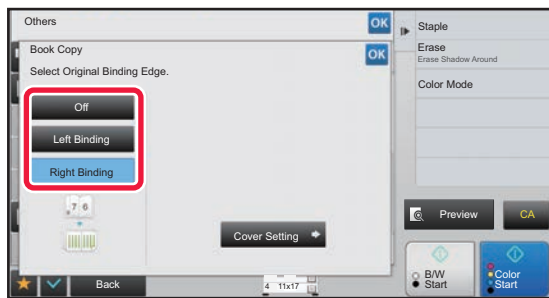 Others
OK
Book Copy
OK
Select Original Binding Edge.
Off
Left Binding
Right Binding
7 6
Cover Setting
Back
4 11x17
Staple
Erase
Erase Shadow Around
Color Mode
Preview
CA
B/W
Start
Color
Start